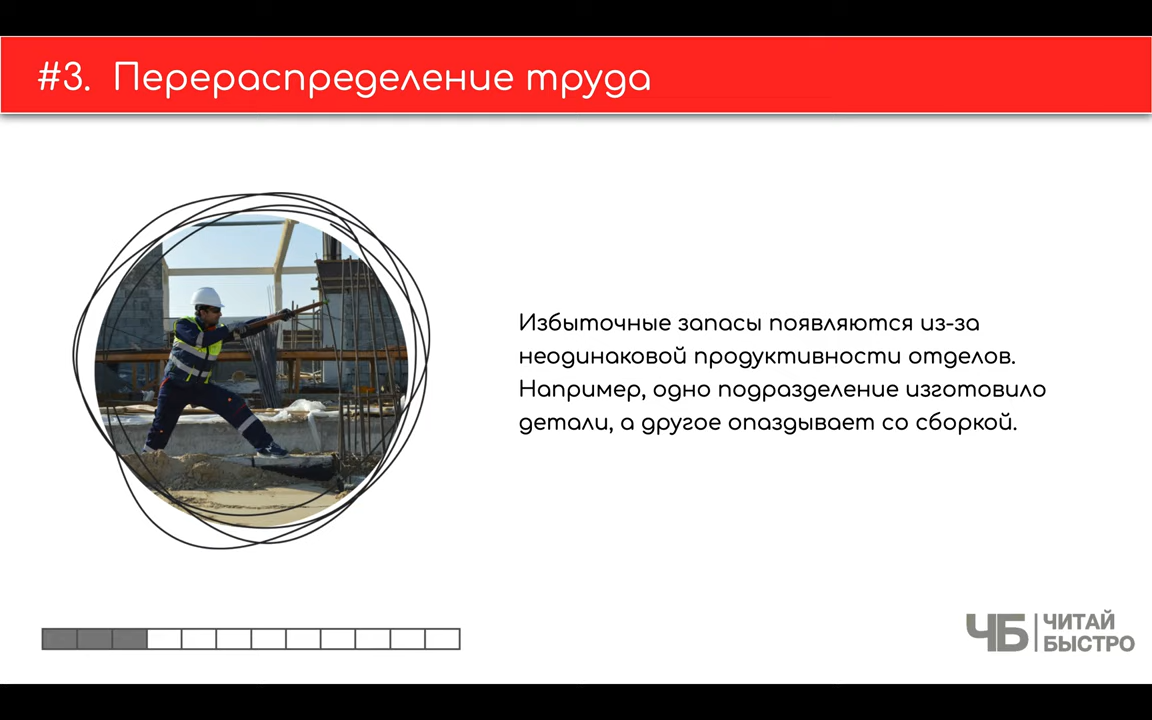 #3. Перераспределение труда
Избыточные запасы появляются из-за
неодинаковой продуктивности отделов.
Например, одно подразделение изготовило
детали, а другое опаздывает со сборкой.
ЧБ ЧИТАЙ
БЫСТРО